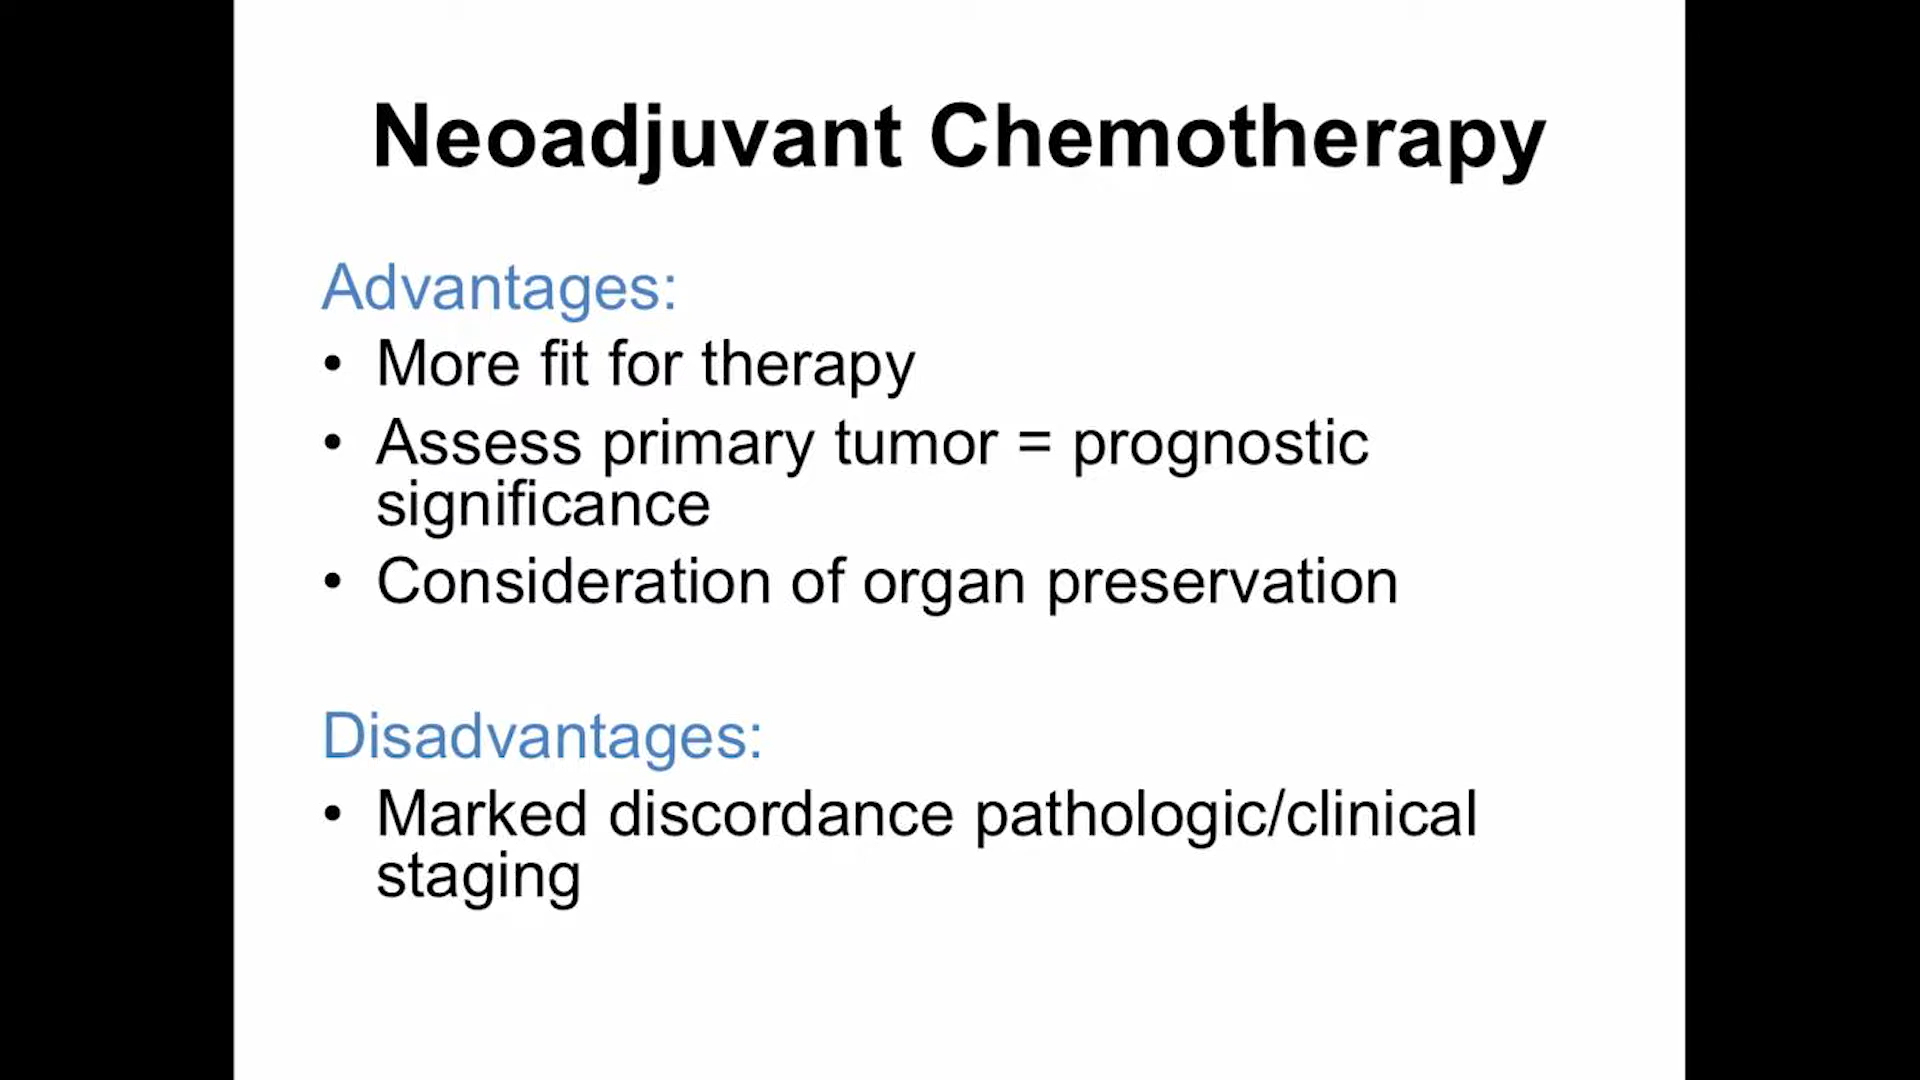 Neoadjuvant Chemotherapy
Advantages:
• More fit for therapy
• Assess primary tumor = prognostic
significance
• Consideration of organ preservation
Disadvantages:
• Marked discordance pathologic/clinical
staging